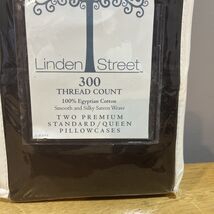 Linden Street
300
THREAD COUNT
100% Egyptian Cotton
Smooth and Silky Sateen Weave
TWO PREMIUM
STANDARD/QUEEN
PILLOWCASES